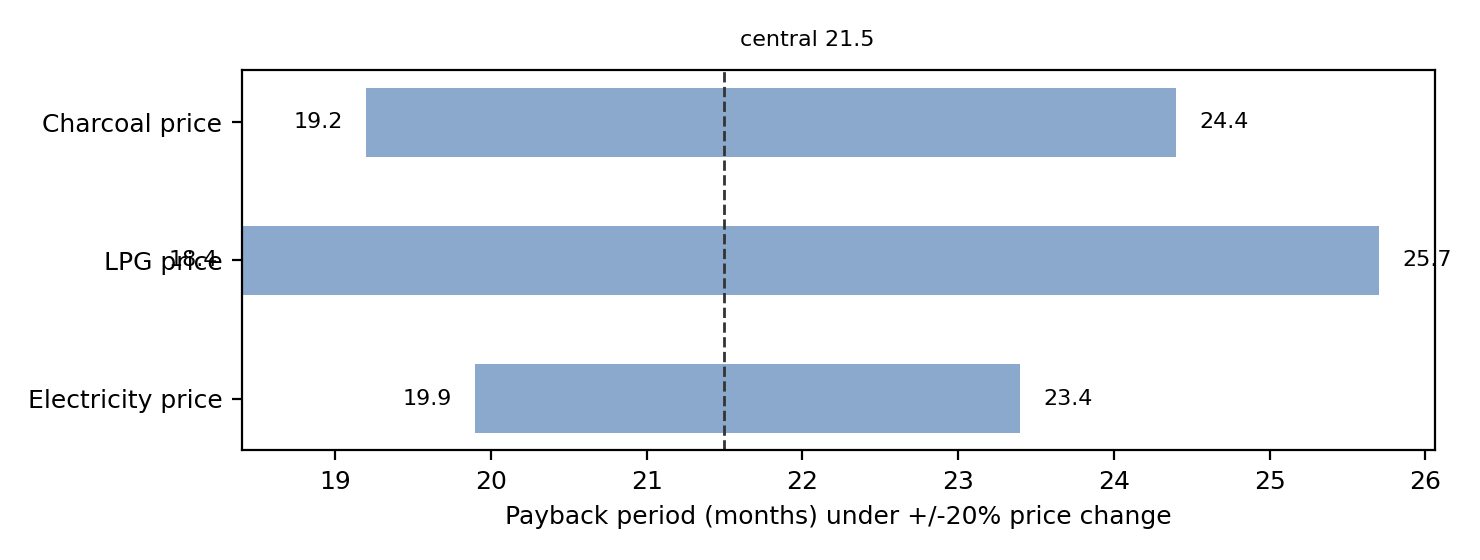 central 21.5
Charcoal price
19.2
24.4
LPG price
18.4
25.7
Electricity price
19.9
23.4
19 20 21 22 23 24 25 26
Payback period (months) under +/-20% price change